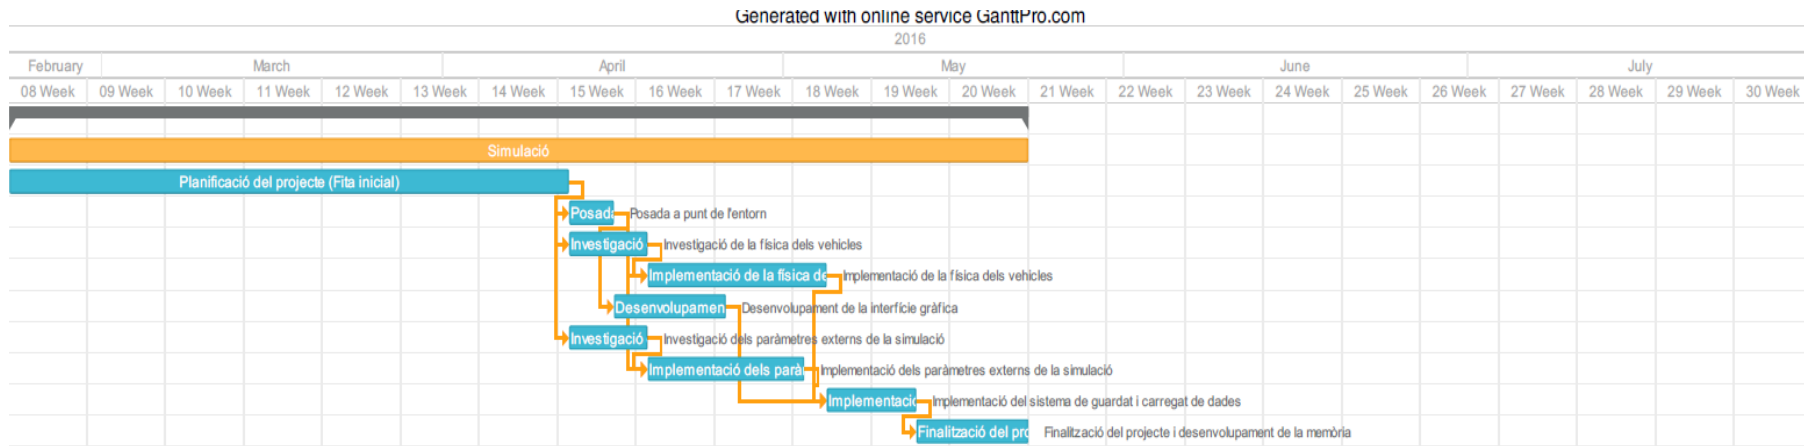 Generated with online service GanttPro.com
2016
February March April May June July
08 Week 09 Week 10 Week 11 Week 12 Week 13 Week 14 Week 15 Week 16 Week 17 Week 18 Week 19 Week 20 Week 21 Week 22 Week 23 Week 24 Week 25 Week 26 Week 27 Week 28 Week 29 Week 30 Week
Simulació
Planificació del projecte (Fita inicial)
Posada Posada a punt de l'entorn
Investigació Investigació de la física dels vehicles
Implementació de la física de Implementació de la física dels vehicles
Desenvolupamen Desenvolupament de la interfície gràfica
Investigació Investigació dels paràmetres externs de la simulació
Implementació dels parà Implementació dels paràmetres externs de la simulació
Implementació Implementació del sistema de guardat i carregat de dades
Finalització del pro Finalització del projecte i desenvolupament de la memòria